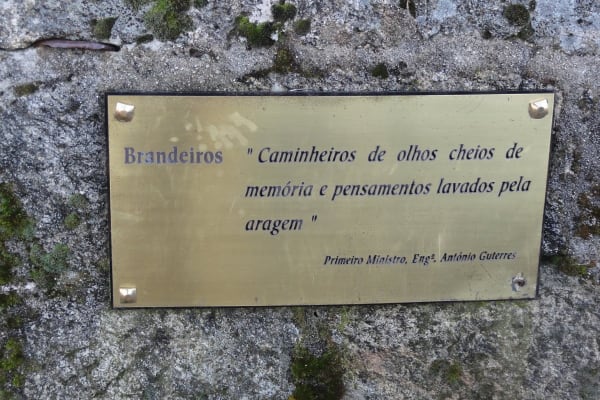 Brandeiros "Caminheiros de olhos cheios de
memória e pensamentos lavados pela
aragem"
Primeiro Ministro, Engº. António Guterres